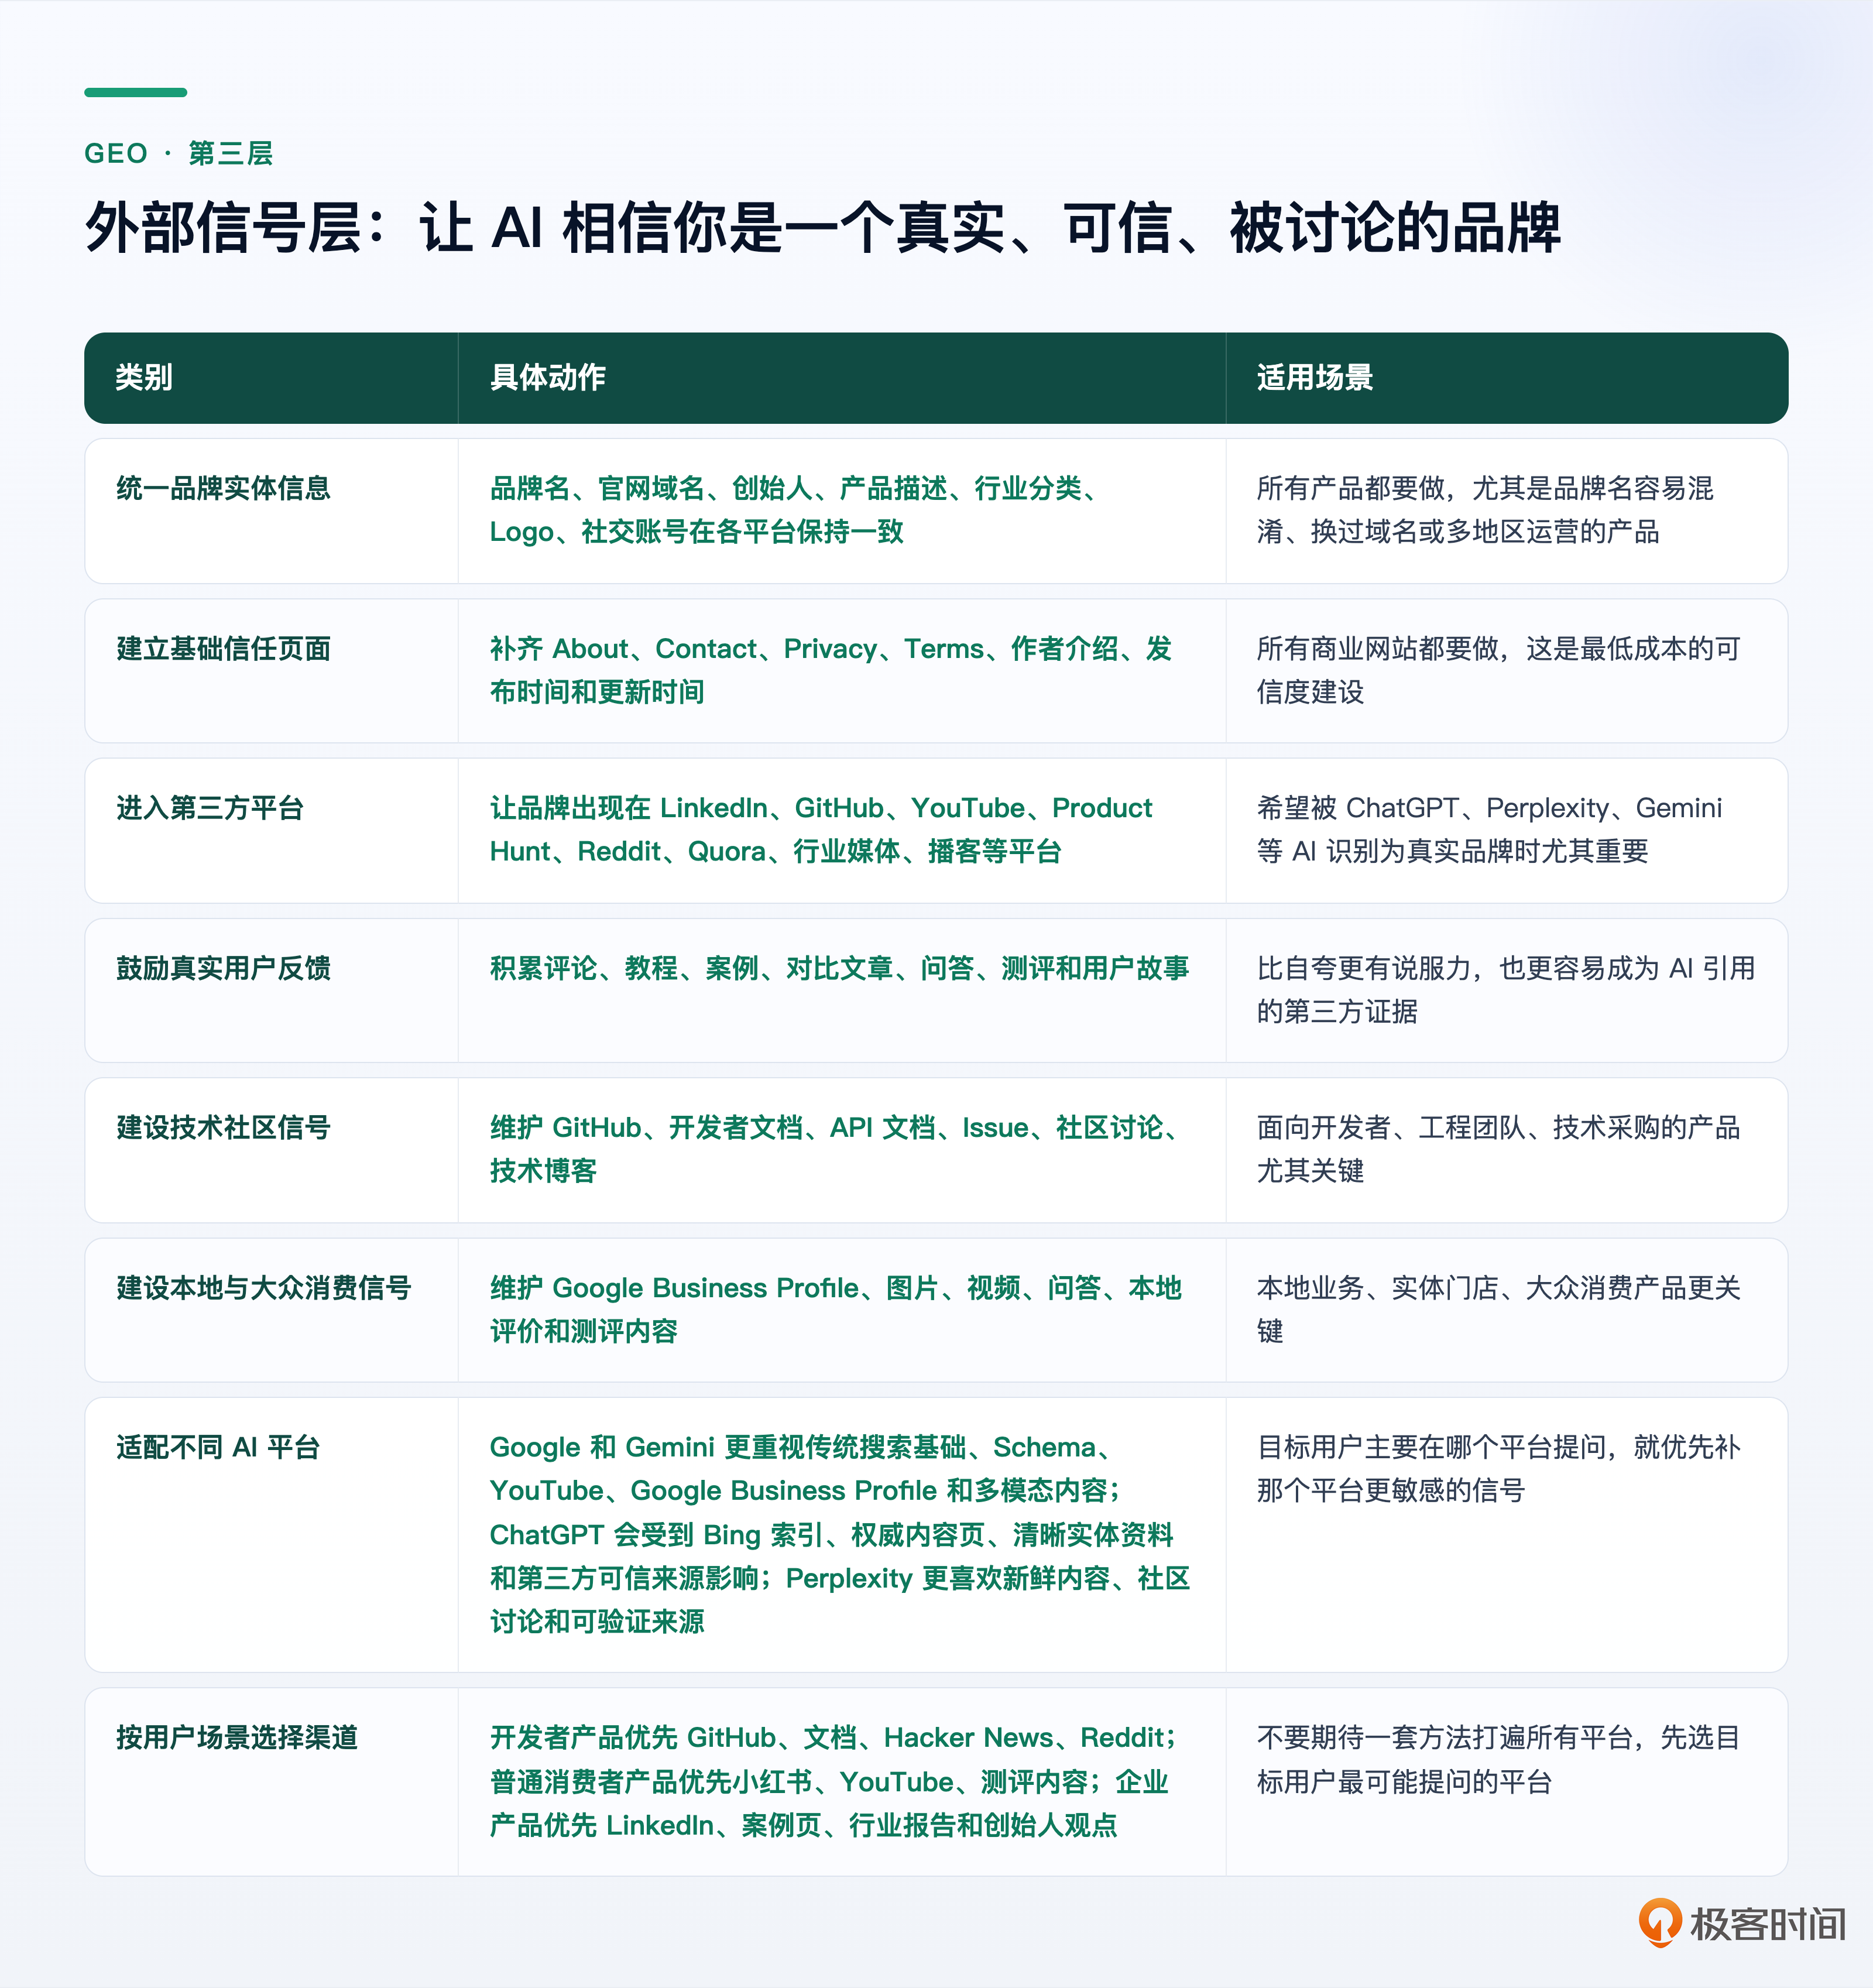 GEO · 第三层
外部信号层：让 AI 相信你是一个真实、可信、被讨论的品牌
类别
具体动作
适用场景
统一品牌实体信息
品牌名、官网域名、创始人、产品描述、行业分类、
Logo、社交账号在各平台保持一致
所有产品都要做，尤其是品牌名容易混
淆、换过域名或多地区运营的产品
建立基础信任页面
补齐 About、Contact、Privacy、Terms、作者介绍、发
布时间和更新时间
所有商业网站都要做，这是最低成本的可
信度建设
进入第三方平台
让品牌出现在 LinkedIn、GitHub、YouTube、Product
Hunt、Reddit、Quora、行业媒体、播客等平台
希望被 ChatGPT、Perplexity、Gemini
等 AI 识别为真实品牌时尤其重要
鼓励真实用户反馈
积累评论、教程、案例、对比文章、问答、测评和用户故事
比自夸更有说服力，也更容易成为 AI 引用
的第三方证据
建设技术社区信号
维护 GitHub、开发者文档、API 文档、Issue、社区讨论、
技术博客
面向开发者、工程团队、技术采购的产品
尤其关键
建设本地与大众消费信号
维护 Google Business Profile、图片、视频、问答、本地
评价和测评内容
本地业务、实体门店、大众消费产品更关
键
适配不同 AI 平台
Google 和 Gemini 更重视传统搜索基础、Schema、
YouTube、Google Business Profile 和多模态内容；
ChatGPT 会受到 Bing 索引、权威内容页、清晰实体资料
和第三方可信来源影响；Perplexity 更喜欢新鲜内容、社区
讨论和可验证来源
目标用户主要在哪个平台提问，就优先补
那个平台更敏感的信号
按用户场景选择渠道
开发者产品优先 GitHub、文档、Hacker News、Reddit；
普通消费者产品优先小红书、YouTube、测评内容；企业
产品优先 LinkedIn、案例页、行业报告和创始人观点
不要期待一套方法打遍所有平台，先选目
标用户最可能提问的平台
极客时间